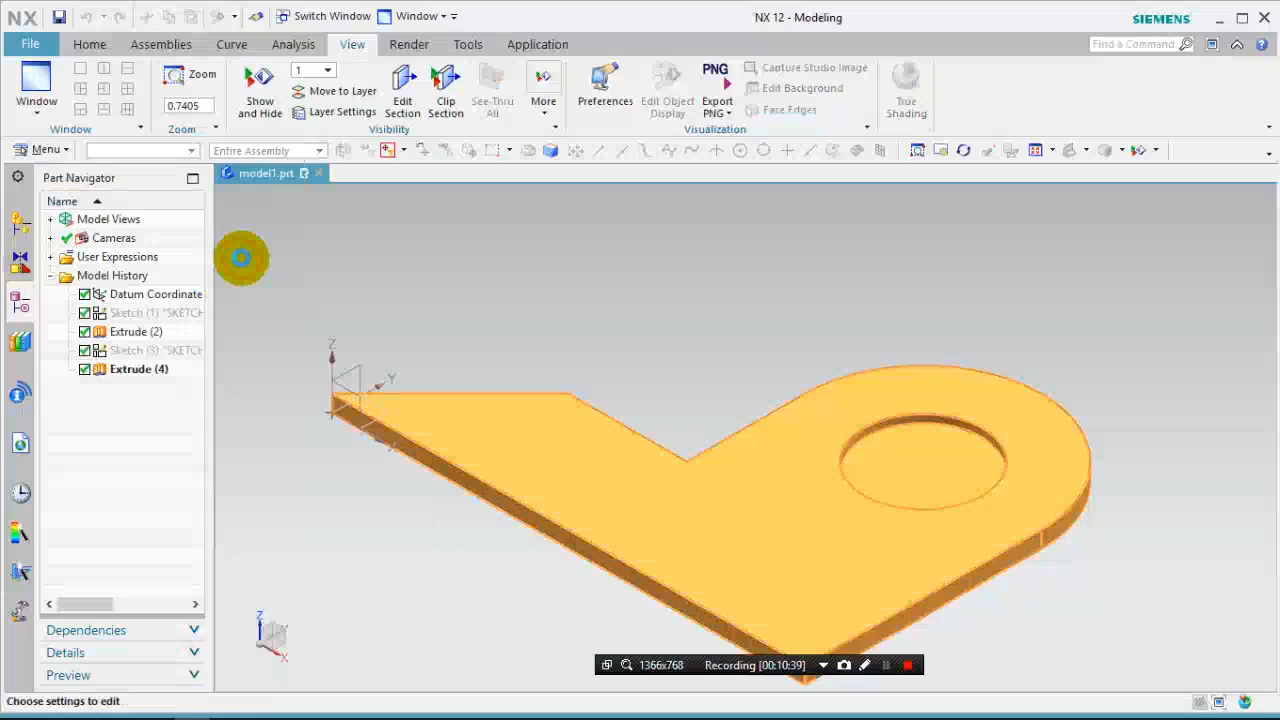 NX Switch Window Window NX 12 - Modeling SIEMENS
File Home Assemblies Curve View Analysis Render Tools Application Find a Command
Window
Zoom
0.7405
Show and Hide
1
Move to Layer
Layer Settings
Edit Section
Clip Section
See-Thru All
More
Preferences
Edit Object Display
PNG
Export PNG
Capture Studio Image
Edit Background
Face Edges
True Shading
Window Zoom Visibility Visualization
Menu Entire Assembly
Part Navigator
model1.prt
Name
Model Views
Cameras
User Expressions
Model History
Datum Coordinate
Sketch (1) "SKETCH
Extrude (2)
Sketch (3) "SKETCH
Extrude (4)
Z
Y
X
Z
X
Dependencies
Details
Preview
1366x768 Recording [00:10:39]
Choose settings to edit